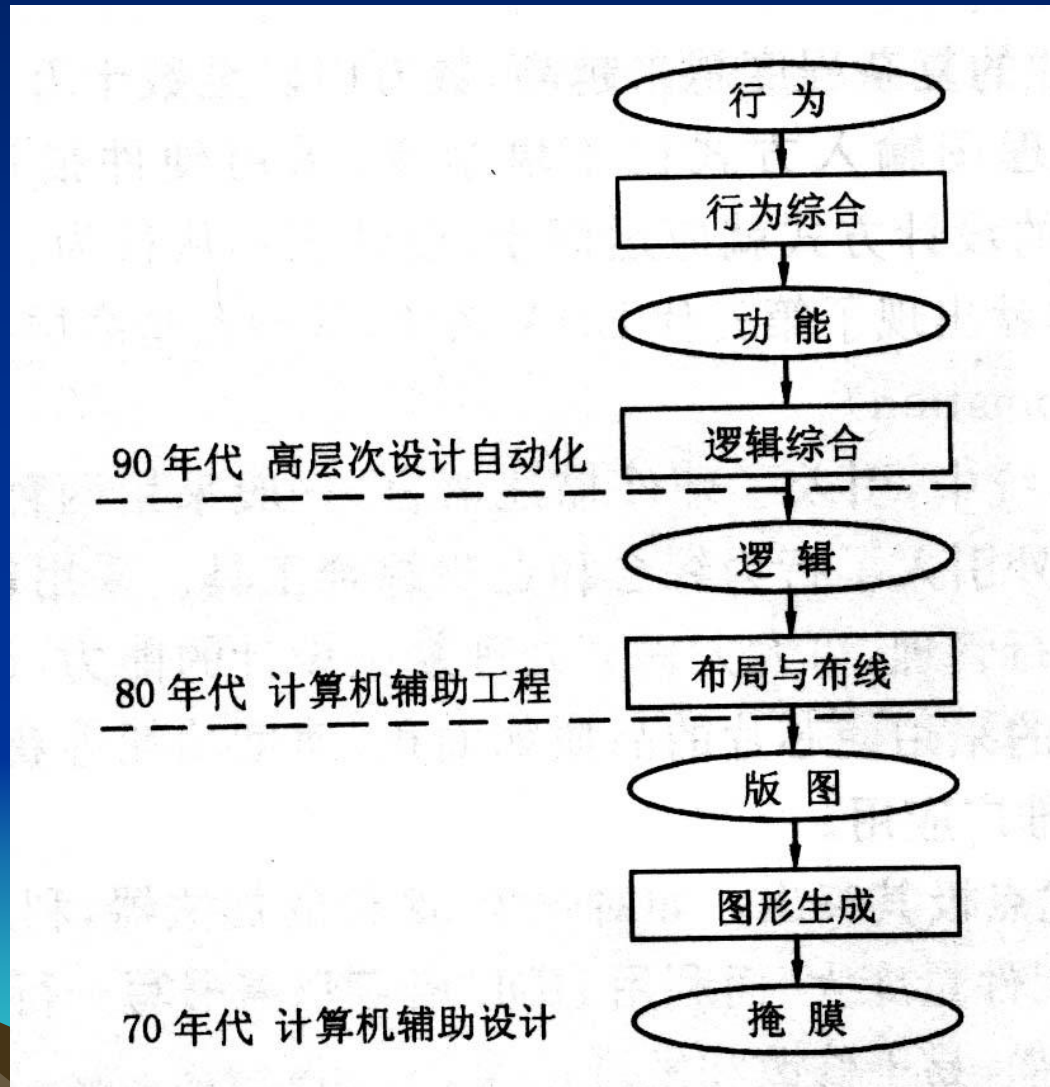 行 为
行为综合
功 能
逻辑综合
90 年代 高层次设计自动化
逻 辑
布局与布线
80 年代 计算机辅助工程
版 图
图形生成
掩 膜
70 年代 计算机辅助设计